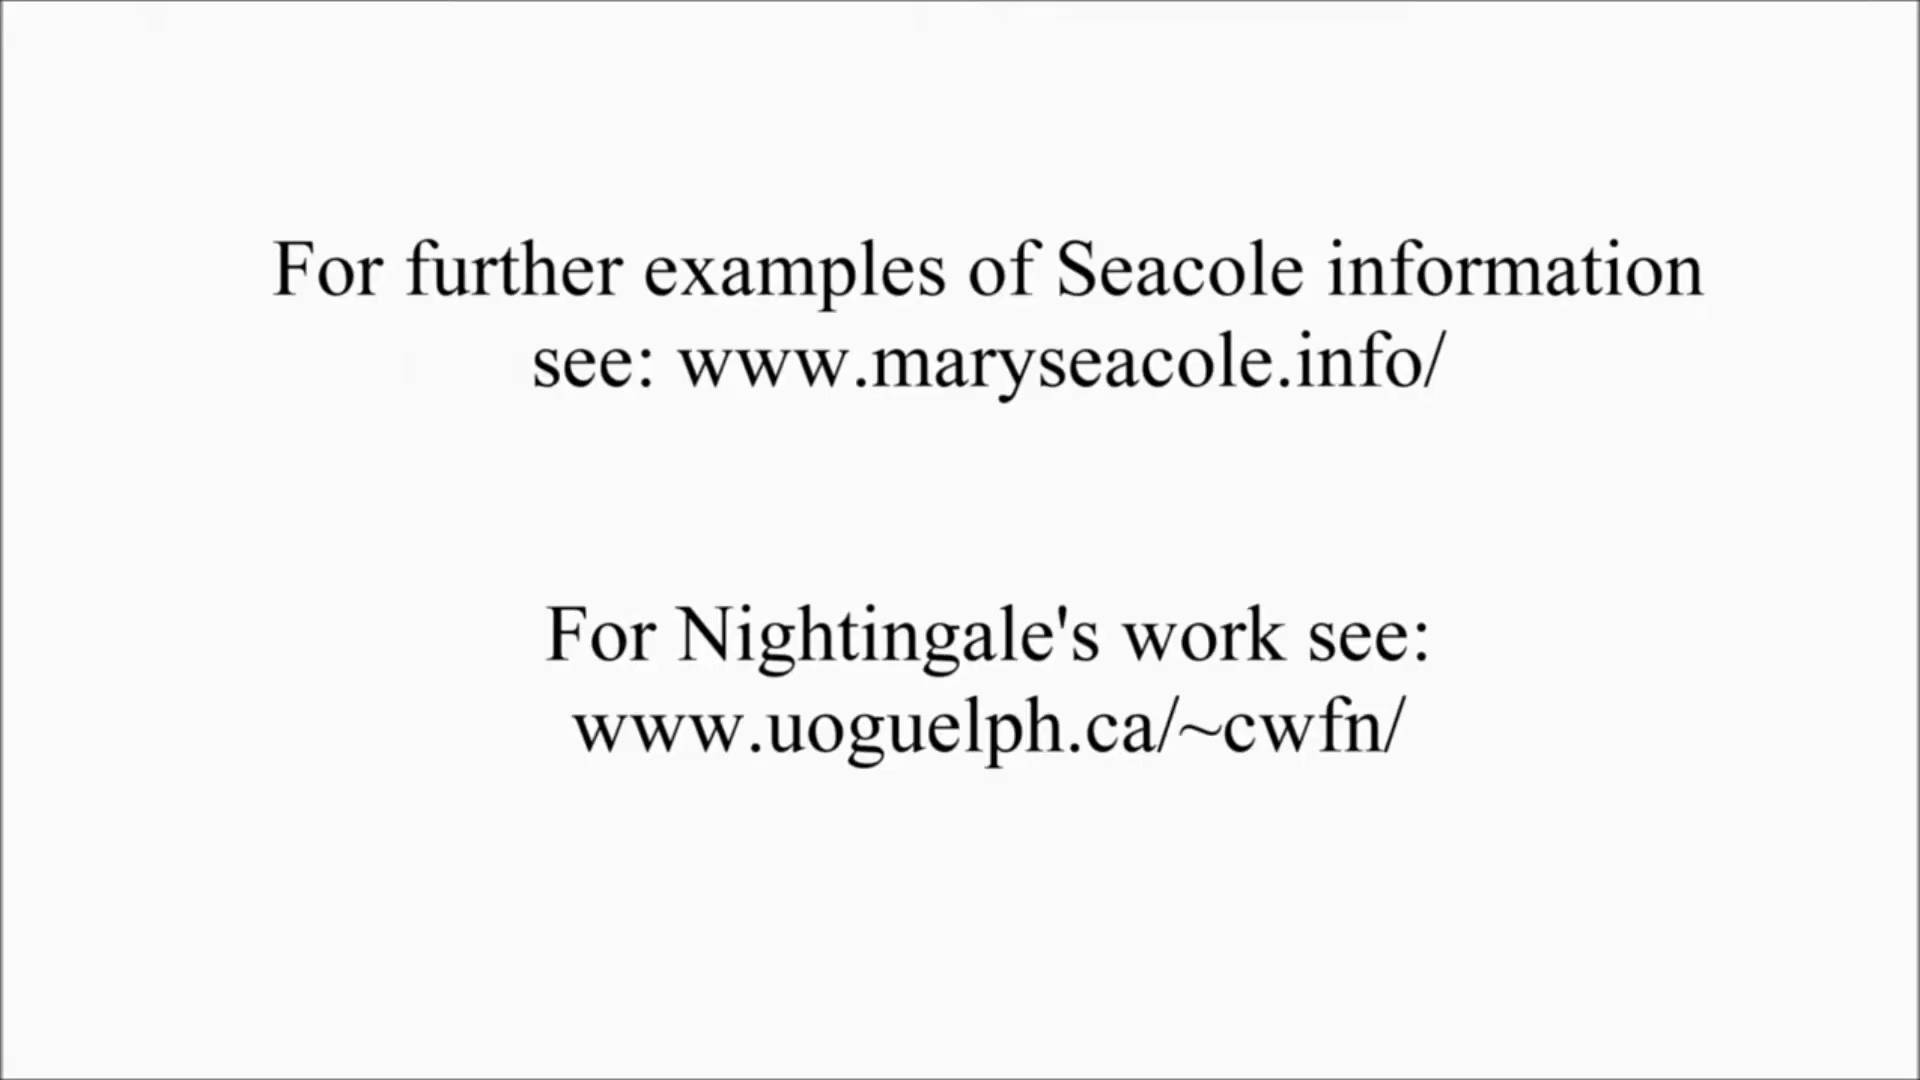 For further examples of Seacole information
see: www.maryseacole.info/
For Nightingale's work see:
www.uoguelph.ca/~cwfn/